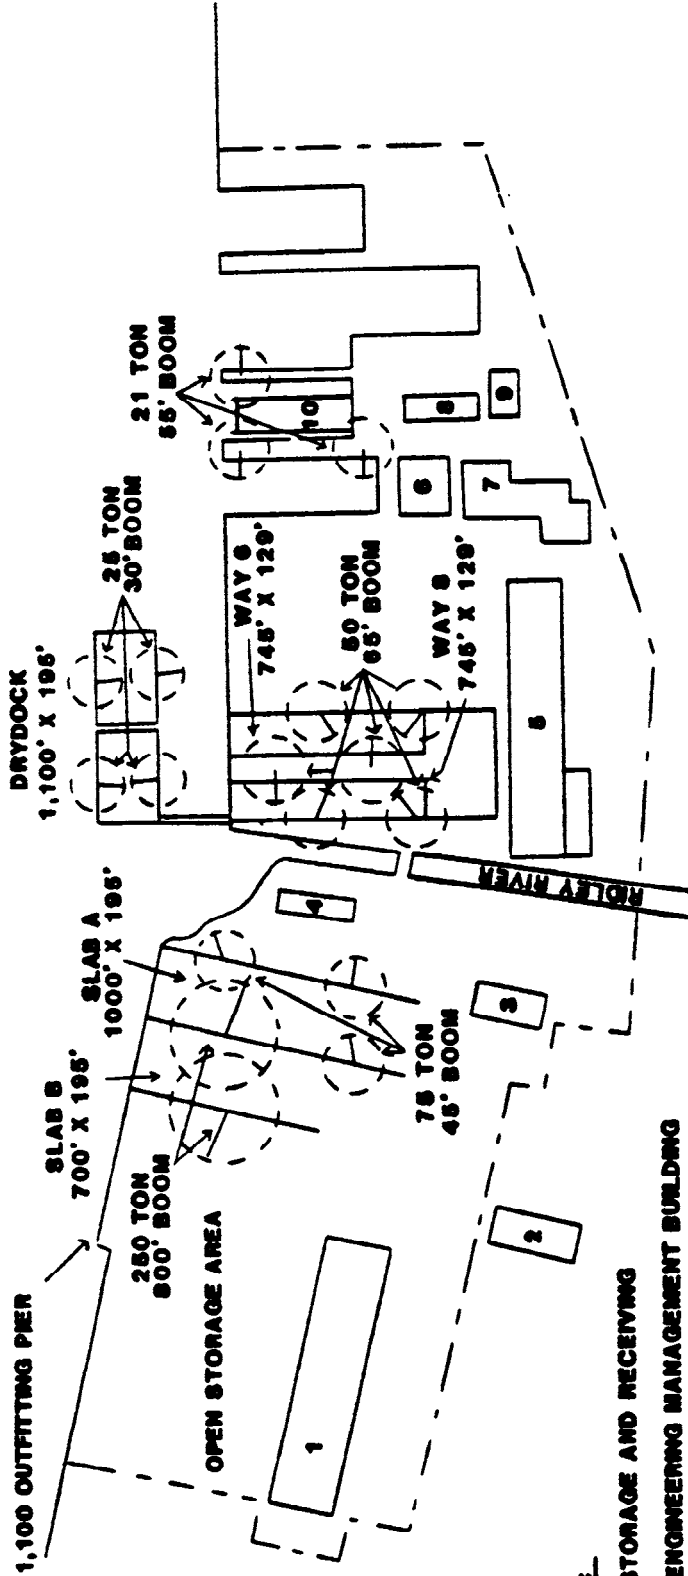 1,100 OUTFITTING PIER
SLAB B
700' X 195'
SLAB A
1000' X 195'
DRYDOCK
1,100' X 195'
25 TON
30' BOOM
21 TON
55' BOOM
250 TON
800' BOOM
OPEN STORAGE AREA
WAY 6
745' X 129'
50 TON
65' BOOM
WAY 8
745' X 129'
75 TON
45' BOOM
RIDLEY RIVER
1
2
3
4
5
6
7
8
9
10
STORAGE AND RECEIVING
ENGINEERING MANAGEMENT BUILDING